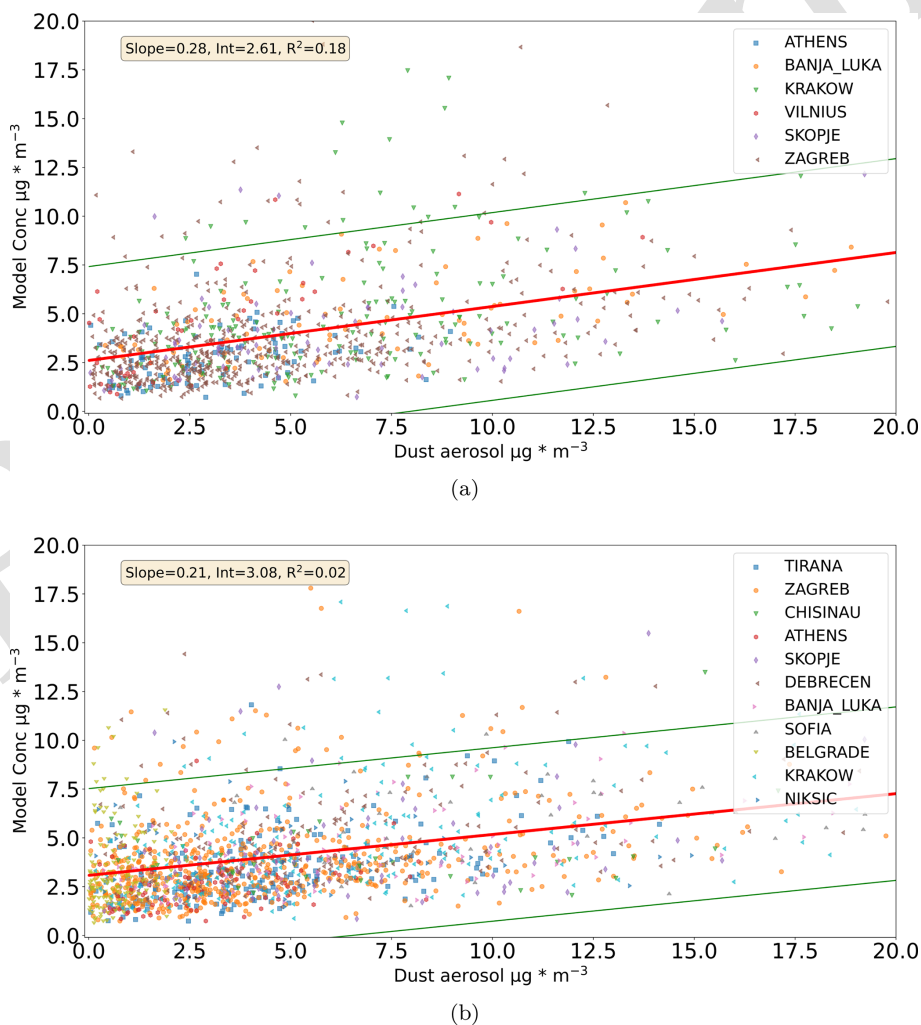 20.0
17.5
15.0
12.5
10.0
7.5
5.0
2.5
0.0
Model Conc µg * m⁻³
Slope=0.28, Int=2.61, R²=0.18
ATHENS
BANJA_LUKA
KRAKOW
VILNIUS
SKOPJE
ZAGREB
0.0 2.5 5.0 7.5 10.0 12.5 15.0 17.5 20.0
Dust aerosol µg * m⁻³
(a)
20.0
17.5
15.0
12.5
10.0
7.5
5.0
2.5
0.0
Model Conc µg * m⁻³
Slope=0.21, Int=3.08, R²=0.02
TIRANA
ZAGREB
CHISINAU
ATHENS
SKOPJE
DEBRECEN
BANJA_LUKA
SOFIA
BELGRADE
KRAKOW
NIKSIC
0.0 2.5 5.0 7.5 10.0 12.5 15.0 17.5 20.0
Dust aerosol µg * m⁻³
(b)